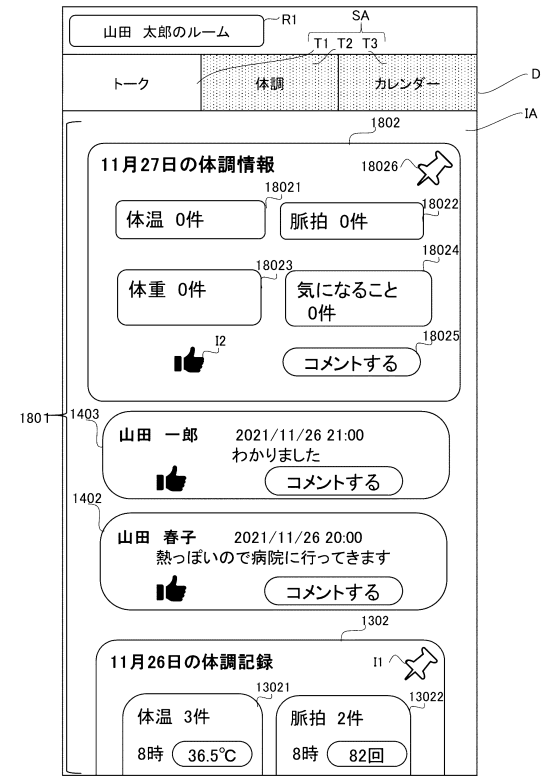 山田 太郎のルーム
R1
SA
T1 T2 T3
トーク
体調
カレンダー
D
IA
1802
11月27日の体調情報
18026
18021
体温 0件
18022
脈拍 0件
18023
体重 0件
18024
気になること
0件
I2
18025
コメントする
1801
1403
山田 一郎 2021/11/26 21:00
わかりました
コメントする
1402
山田 春子 2021/11/26 20:00
熱っぽいので病院に行ってきます
コメントする
1302
11月26日の体調記録
I1
13021
体温 3件
8時 36.5℃
13022
脈拍 2件
8時 82回